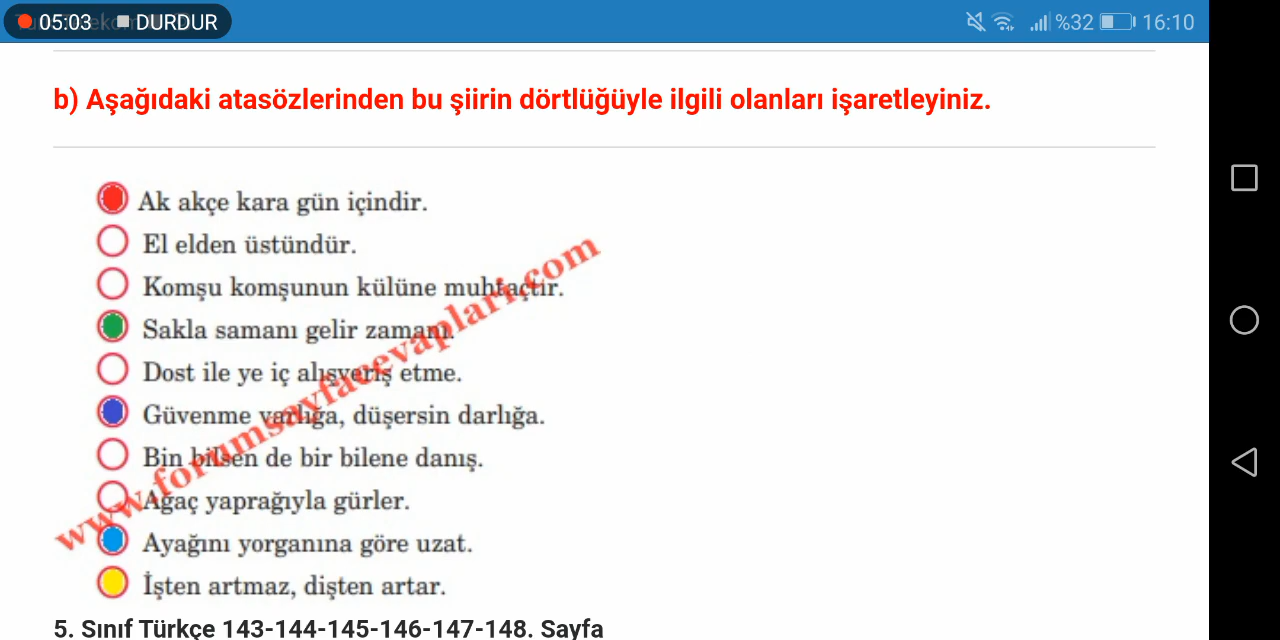 05:03 DURDUR %32 16:10
b) Aşağıdaki atasözlerinden bu şiirin dörtlüğüyle ilgili olanları işaretleyiniz.
Ak akçe kara gün içindir.
El elden üstündür.
Komşu komşunun külüne muhtaçtır.
Sakla samanı gelir zamanı.
Dost ile ye iç alışveriş etme.
Güvenme varlığa, düşersin darlığa.
Bin bilsen de bir bilene danış.
Ağaç yaprağıyla gürler.
Ayağını yorganına göre uzat.
İşten artmaz, dişten artar.
www.forumsayfacevaplari.com
5. Sınıf Türkçe 143-144-145-146-147-148. Sayfa